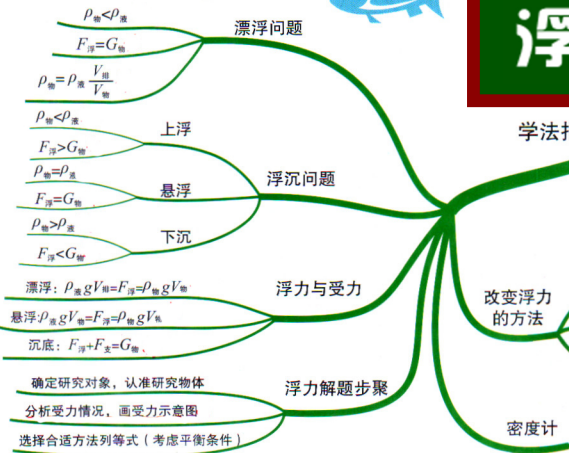 ρ物<ρ液
F浮=G物
ρ物=ρ液 V排/V物
漂浮问题
浮
学法
ρ物<ρ液
F浮>G物
上浮
ρ物=ρ液
F浮=G物
悬浮
浮沉问题
ρ物>ρ液
F浮<G物
下沉
漂浮：ρ液gV排=F浮=ρ物gV物
悬浮:ρ液gV物=F浮=ρ物gV物
沉底：F浮+F支=G物
浮力与受力
改变浮力
的方法
确定研究对象，认准研究物体
分析受力情况，画受力示意图
选择合适方法列等式（考虑平衡条件）
浮力解题步聚
密度计